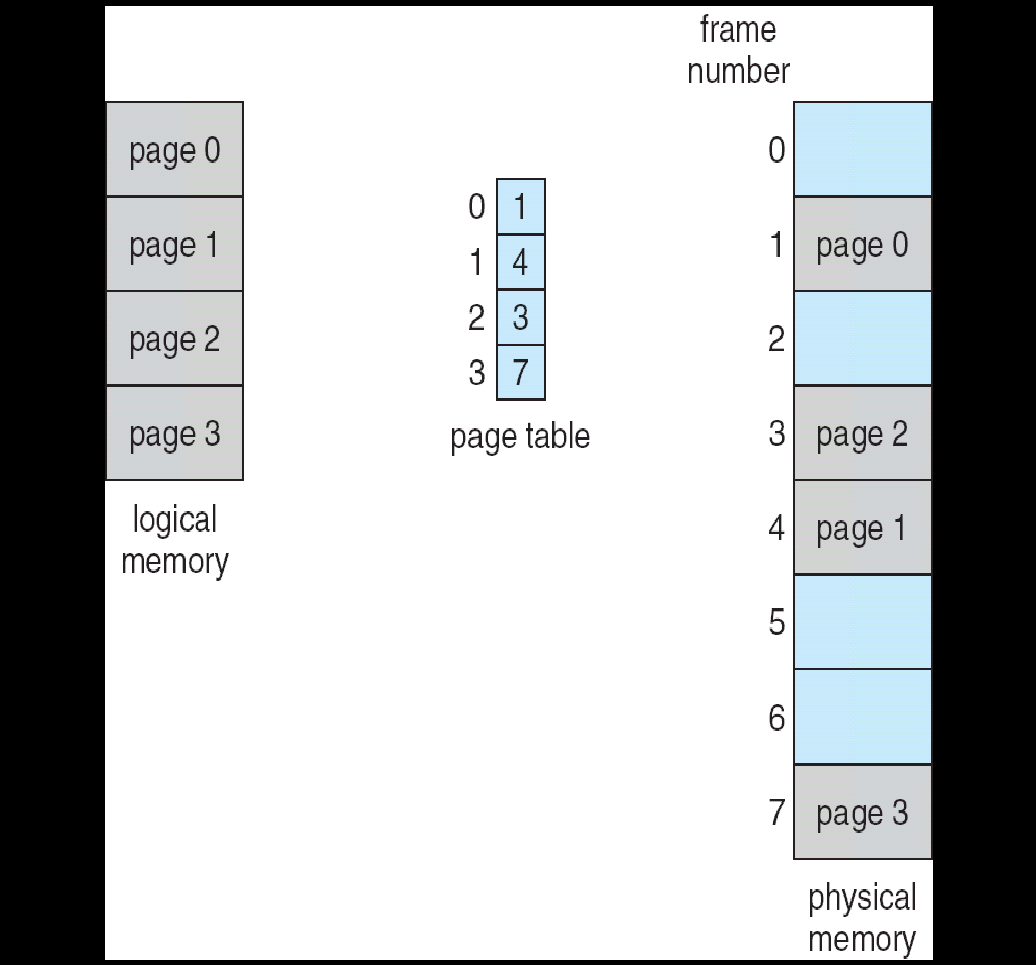 frame
number
page 0
page 1
page 2
page 3
logical
memory
0 1
1 4
2 3
3 7
page table
0
1 page 0
2
3 page 2
4 page 1
5
6
7 page 3
physical
memory